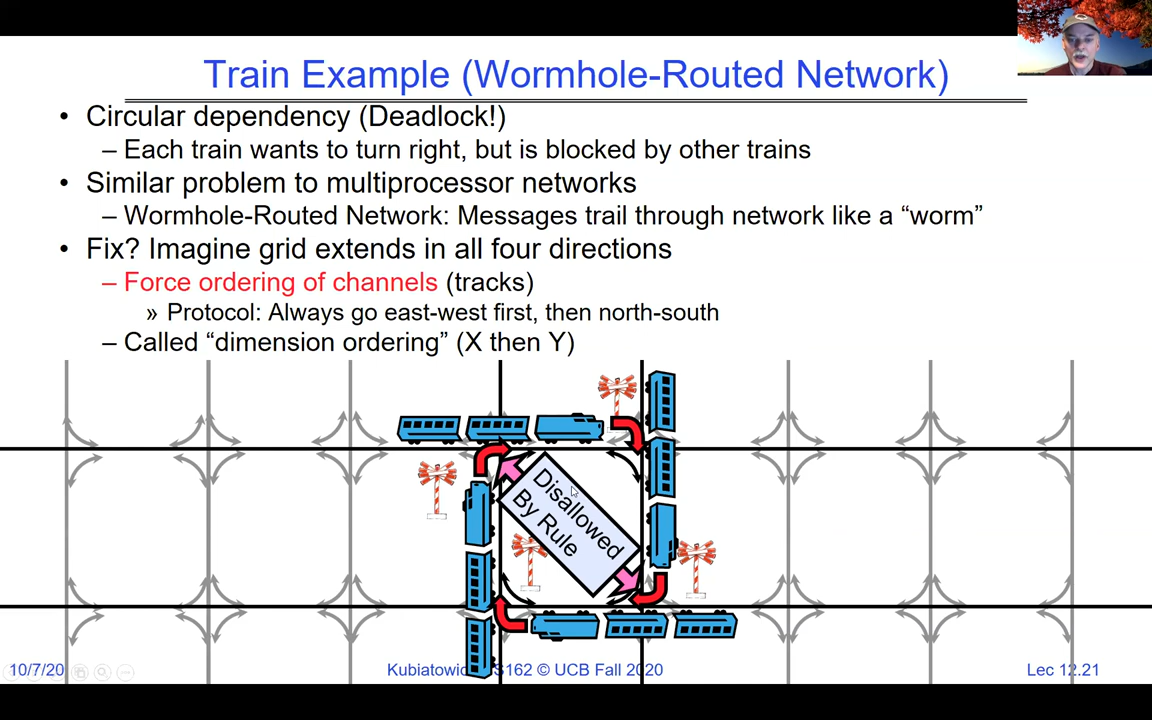 Train Example (Wormhole-Routed Network)
• Circular dependency (Deadlock!)
– Each train wants to turn right, but is blocked by other trains
• Similar problem to multiprocessor networks
– Wormhole-Routed Network: Messages trail through network like a “worm”
• Fix? Imagine grid extends in all four directions
– Force ordering of channels (tracks)
» Protocol: Always go east-west first, then north-south
– Called “dimension ordering” (X then Y)
Disallowed
By Rule
10/7/20
Kubiatowic S162 © UCB Fall 2020
Lec 12.21